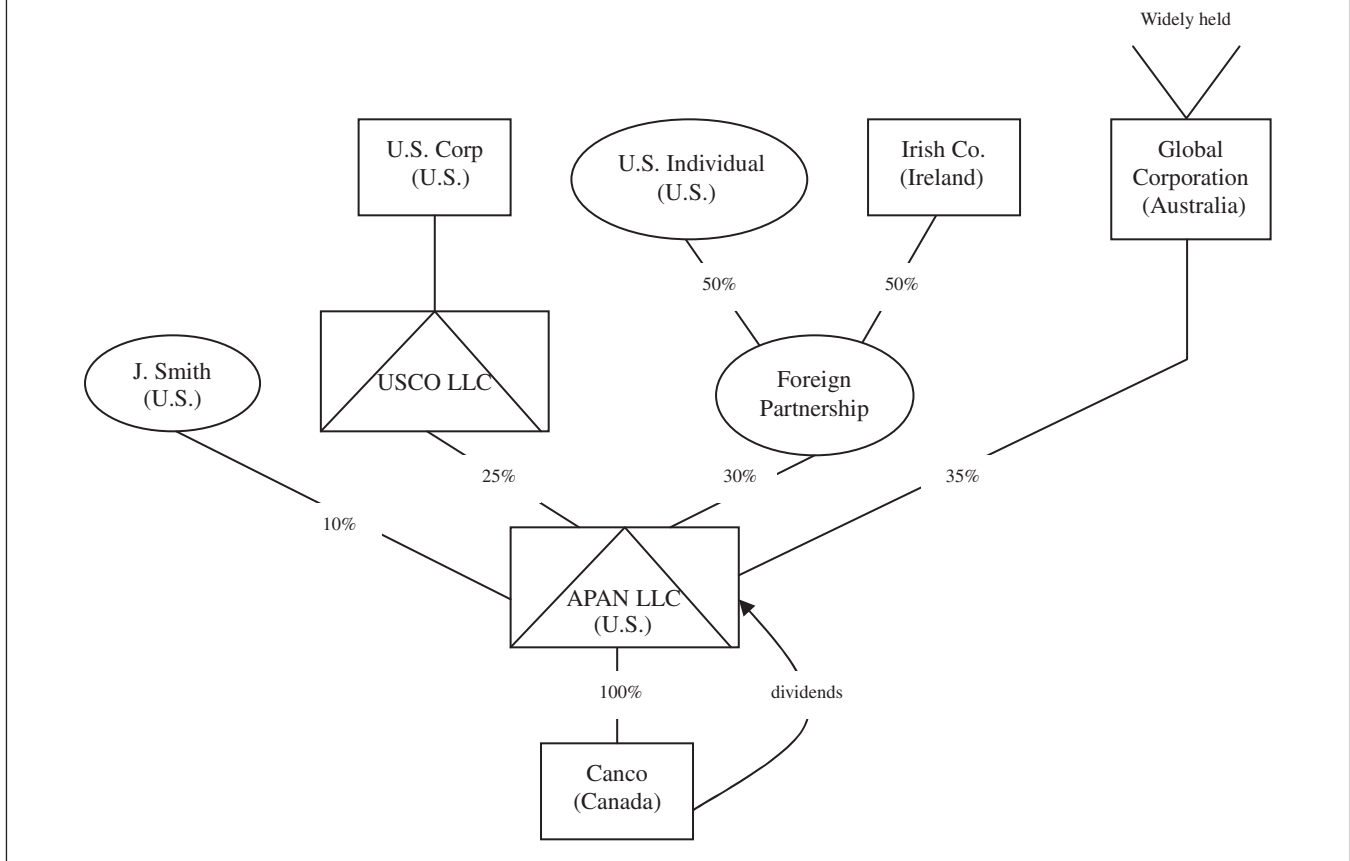 Widely held
U.S. Corp
(U.S.)
U.S. Individual
(U.S.)
Irish Co.
(Ireland)
Global
Corporation
(Australia)
50%
50%
J. Smith
(U.S.)
USCO LLC
Foreign
Partnership
25%
30%
35%
10%
APAN LLC
(U.S.)
100%
dividends
Canco
(Canada)